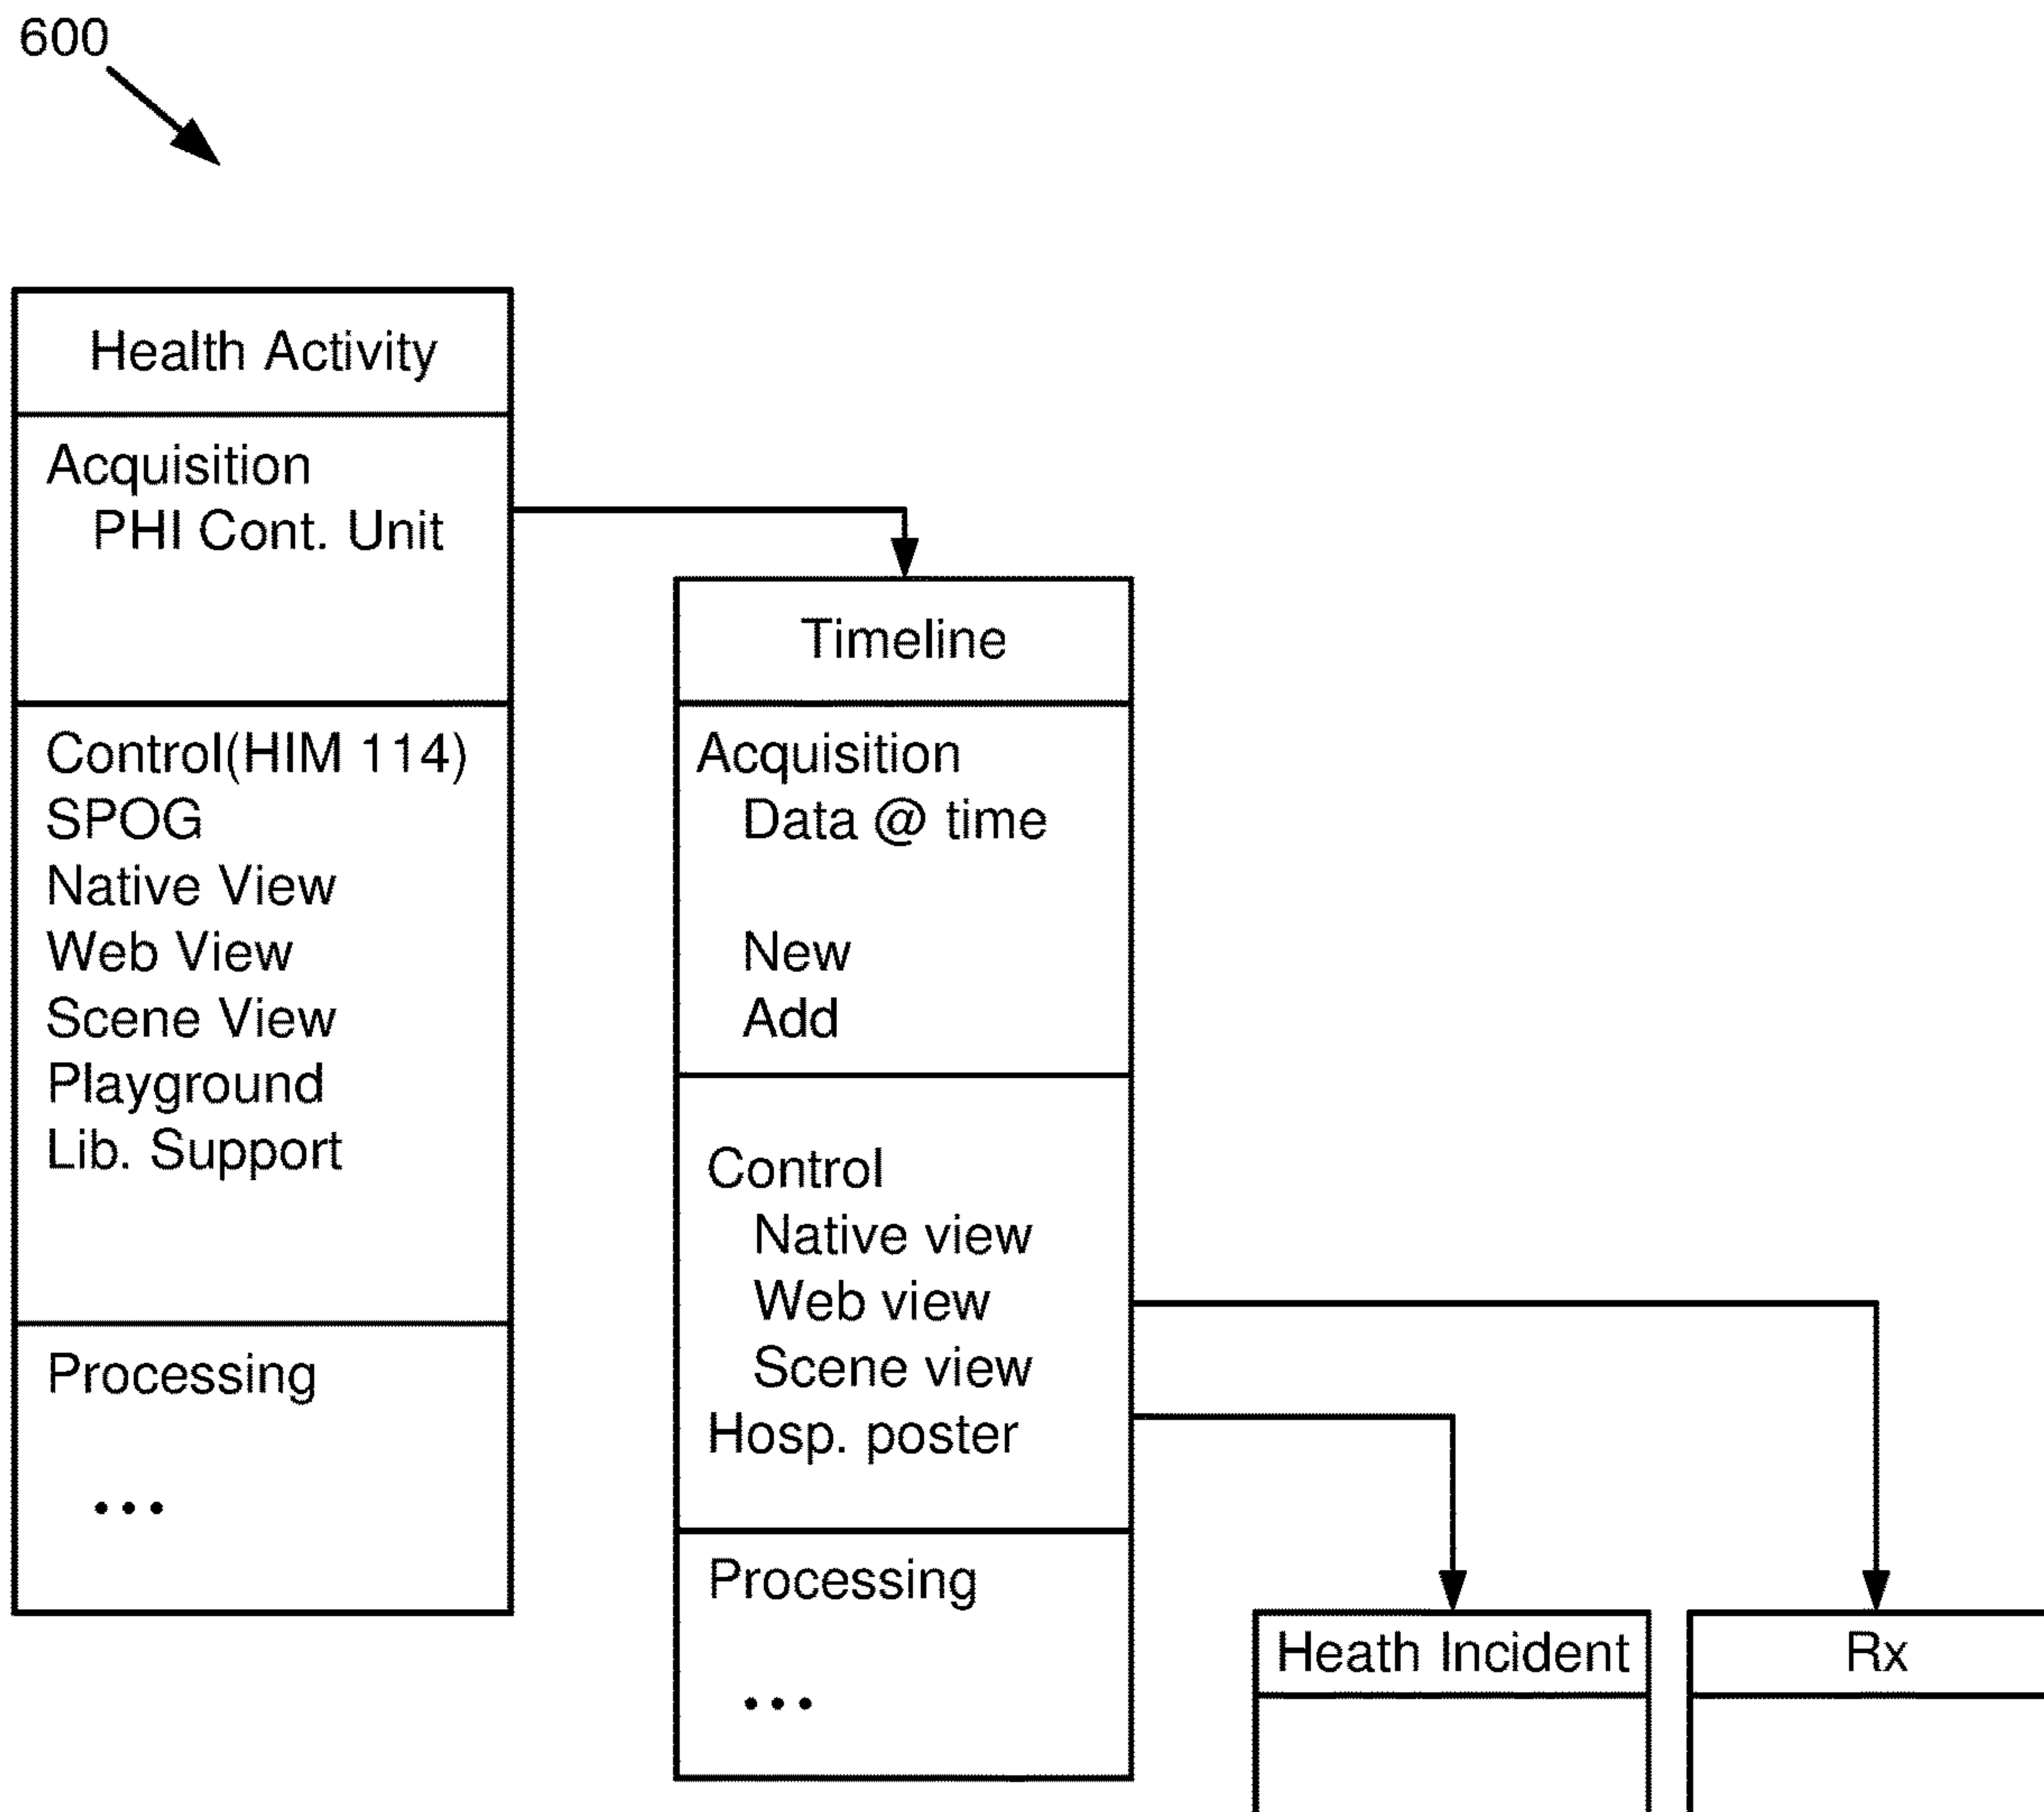 600
Health Activity
Acquisition
PHI Cont. Unit
Control(HIM 114)
SPOG
Native View
Web View
Scene View
Playground
Lib. Support
Processing
...
Timeline
Acquisition
Data @ time
New
Add
Control
Native view
Web view
Scene view
Hosp. poster
Processing
...
Heath Incident
Rx